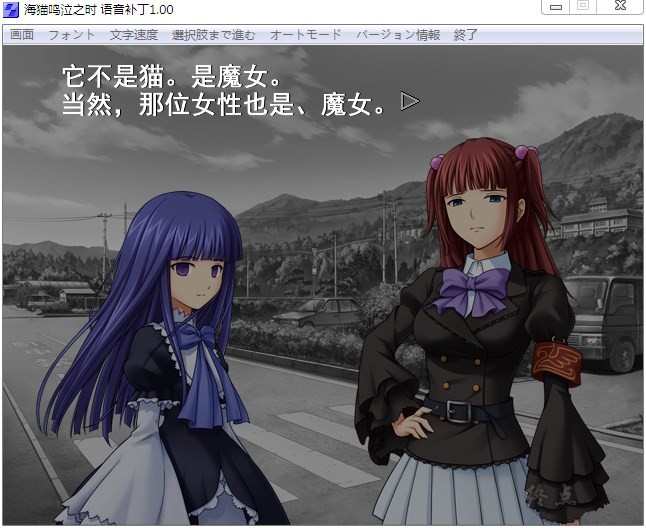 海猫鸣泣之时 语音补丁1.00
画面 フォント 文字速度 選択肢まで進む オートモード バージョン情報 終了
它不是猫。是魔女。
当然，那位女性也是、魔女。